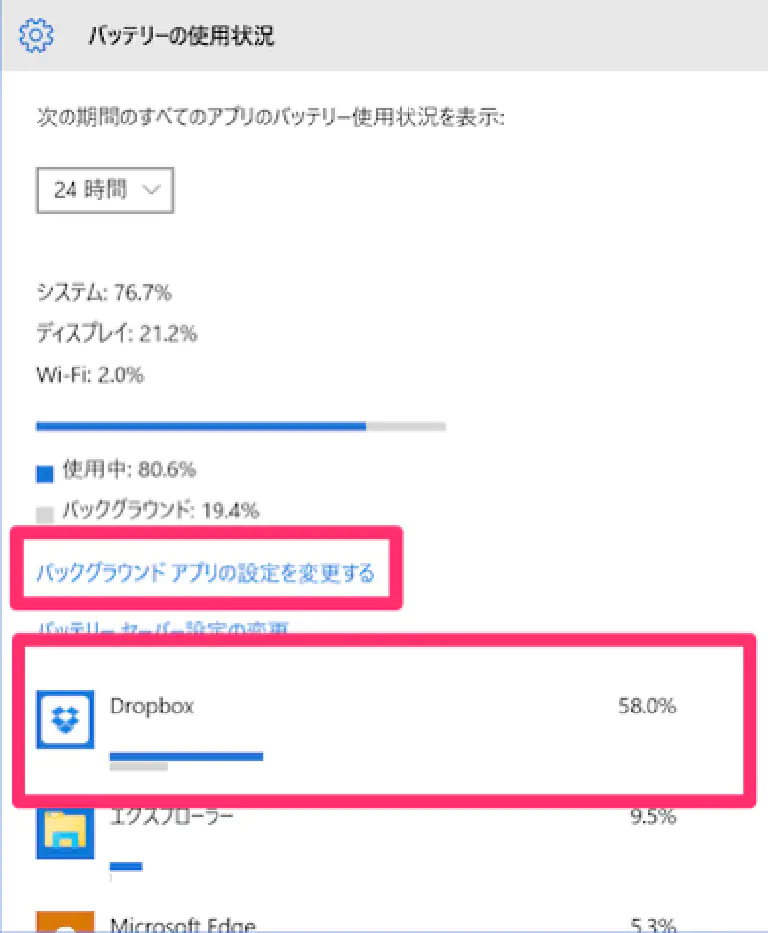 バッテリーの使用状況
次の期間のすべてのアプリのバッテリー使用状況を表示:
24 時間
システム: 76.7%
ディスプレイ: 21.2%
Wi-Fi: 2.0%
使用中: 80.6%
バックグラウンド: 19.4%
バックグラウンド アプリの設定を変更する
バッテリー セーバー設定の変更
Dropbox 58.0%
エクスプローラー 9.5%
Microsoft Edge 5.3%